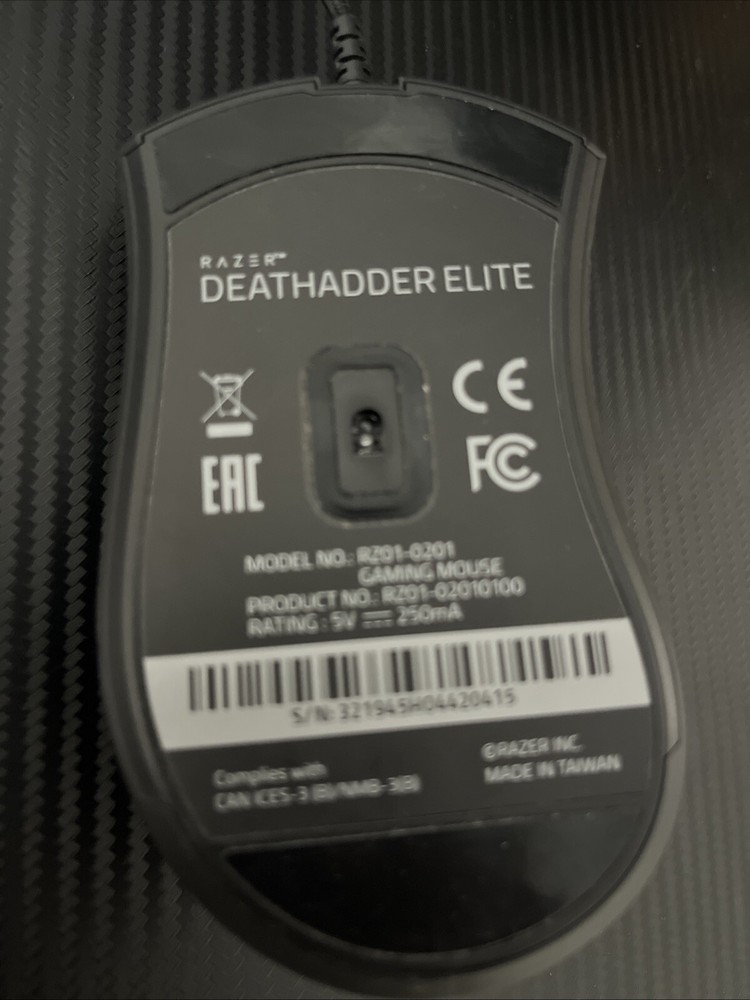 RAZER™
DEATHADDER ELITE
CE
EAC
FC
MODEL NO.: RZ01-0201
GAMING MOUSE
PRODUCT NO.: RZ01-02010100
RATING : 5V ⎓ 250mA
S/N: 321945H04420415
Complies with
CAN ICES-3 (B)/NMB-3(B)
©RAZER INC.
MADE IN TAIWAN